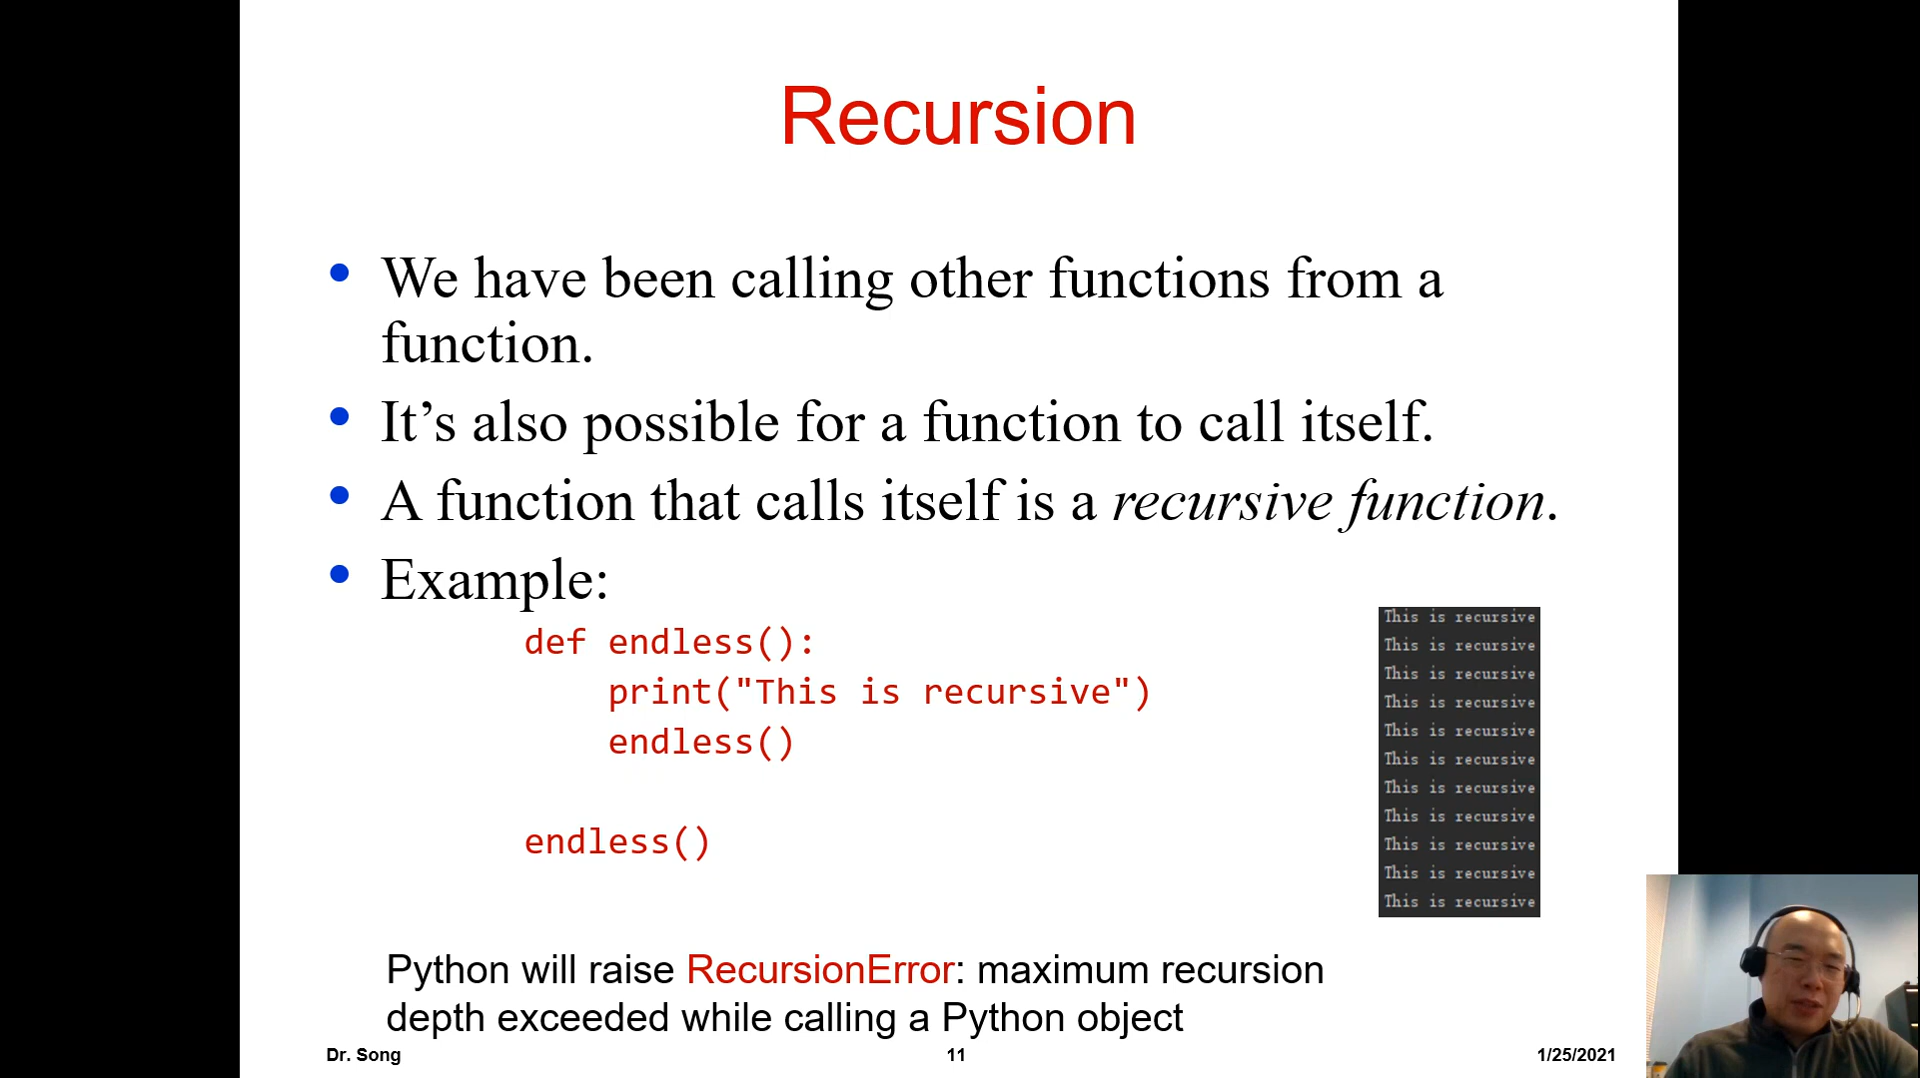 Recursion
We have been calling other functions from a
function.
It’s also possible for a function to call itself.
A function that calls itself is a recursive function.
Example:
def endless():
    print("This is recursive")
    endless()
endless()
This is recursive
This is recursive
This is recursive
This is recursive
This is recursive
This is recursive
This is recursive
This is recursive
This is recursive
This is recursive
This is recursive
Python will raise RecursionError: maximum recursion
depth exceeded while calling a Python object
Dr. Song 11 1/25/2021